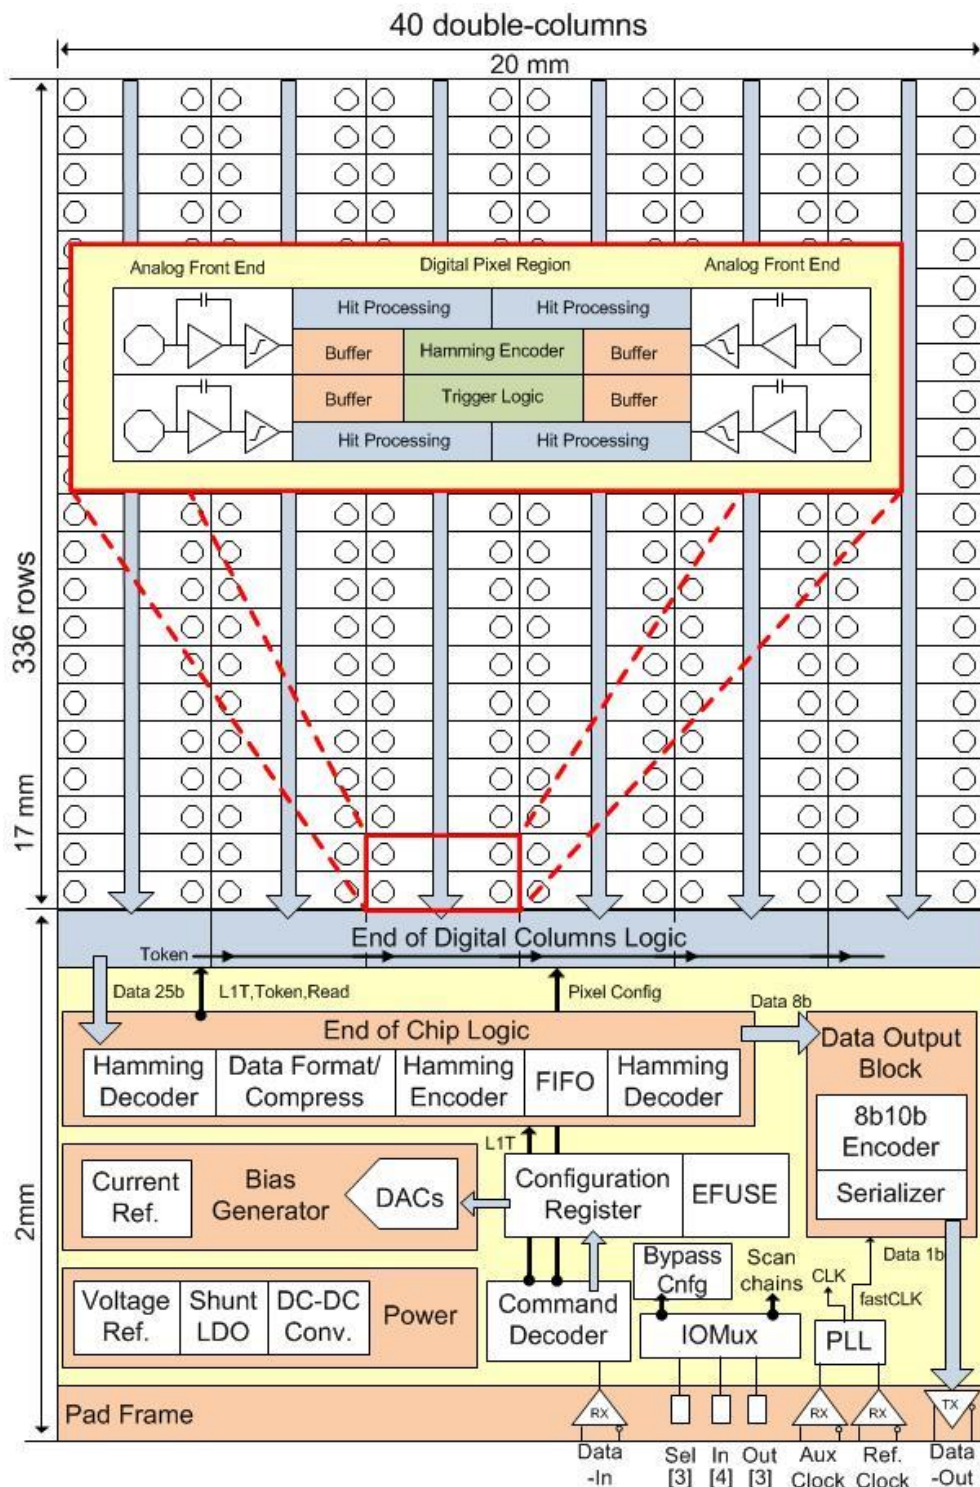 40 double-columns
20 mm
336 rows
17 mm
Analog Front End
Digital Pixel Region
Analog Front End
Hit Processing
Hit Processing
Buffer
Hamming Encoder
Buffer
Buffer
Trigger Logic
Buffer
Hit Processing
Hit Processing
2mm
End of Digital Columns Logic
Token
Data 25b
L1T,Token,Read
Pixel Config
Data 8b
End of Chip Logic
Hamming
Decoder
Data Format/
Compress
Hamming
Encoder
FIFO
Hamming
Decoder
Data Output
Block
8b10b
Encoder
Serializer
L1T
Current
Ref.
Bias
Generator
DACs
Configuration
Register
EFUSE
Data 1b
Bypass
Cnfg
Scan
chains
CLK
fastCLK
Voltage
Ref.
Shunt
LDO
DC-DC
Conv.
Power
Command
Decoder
IOMux
PLL
Pad Frame
RX
RX
RX
TX
Data
-In
Sel
[3]
In
[4]
Out
[3]
Aux
Clock
Ref.
Clock
Data
-Out